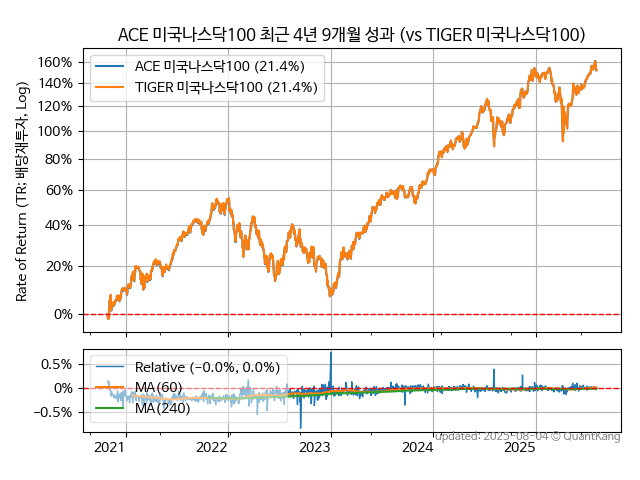 ACE 미국나스닥100 최근 4년 9개월 성과 (vs TIGER 미국나스닥100)
Rate of Return (TR: 배당재투자, Log)
160%
140%
120%
100%
80%
60%
40%
20%
0%
ACE 미국나스닥100 (21.4%)
TIGER 미국나스닥100 (21.4%)
0.5%
0%
−0.5%
Relative (−0.0%, 0.0%)
MA(60)
MA(240)
2021 2022 2023 2024 2025
updated: 2025-08-04 © QuantKang